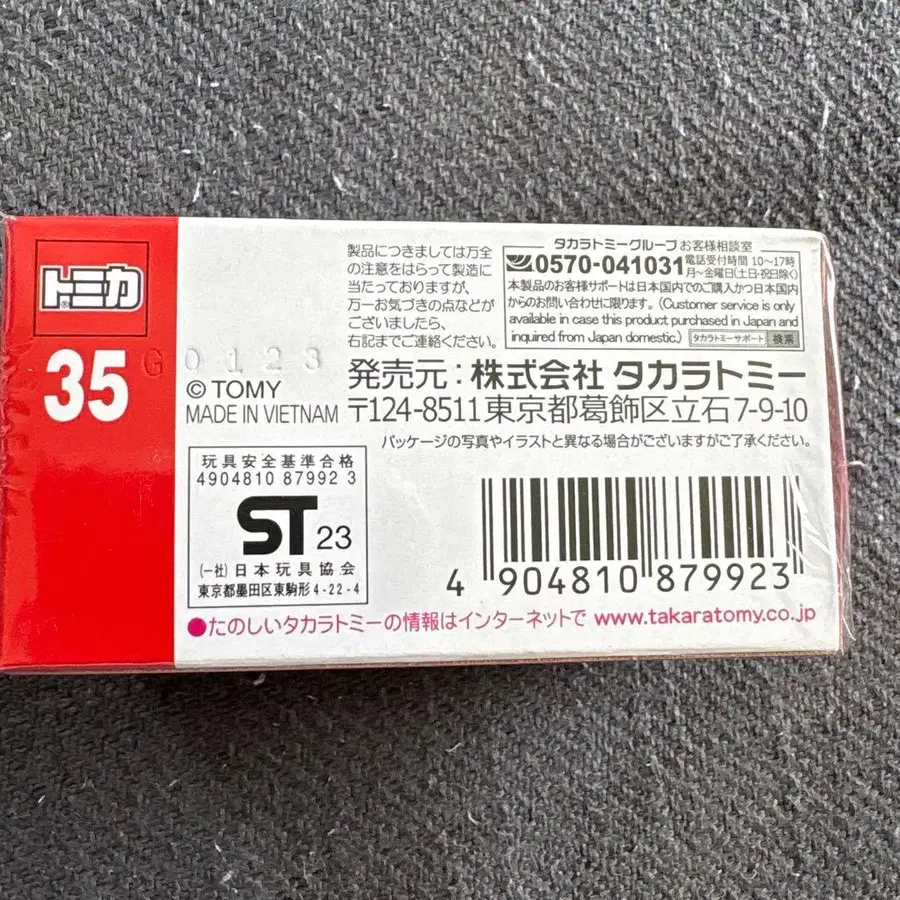 トミカ
®
35
G0123
© TOMY
MADE IN VIETNAM
製品につきましては万全
の注意をはらって製造に
当たっておりますが、
万一お気づきの点などが
ございましたら、
右記までご連絡ください。
タカラトミーグループ お客様相談室
0570-041031
電話受付時間 10〜17時
月〜金曜日(土・日・祝日除く)
本製品のお客様サポートは日本国内でのご購入かつ日本国内
からのお問い合わせに限ります。(Customer service is only
available in case this product purchased in Japan and
inquired from Japan domestic.)
タカラトミーサポート 検索
発売元:株式会社 タカラトミー
〒124-8511 東京都葛飾区立石7-9-10
パッケージの写真やイラストと異なる場合がございますがご了承ください。
玩具安全基準合格
4904810 87992 3
ST 23
(一社)日本玩具協会
東京都墨田区東駒形4-22-4
4 904810 879923
●たのしいタカラトミーの情報はインターネットで www.takaratomy.co.jp